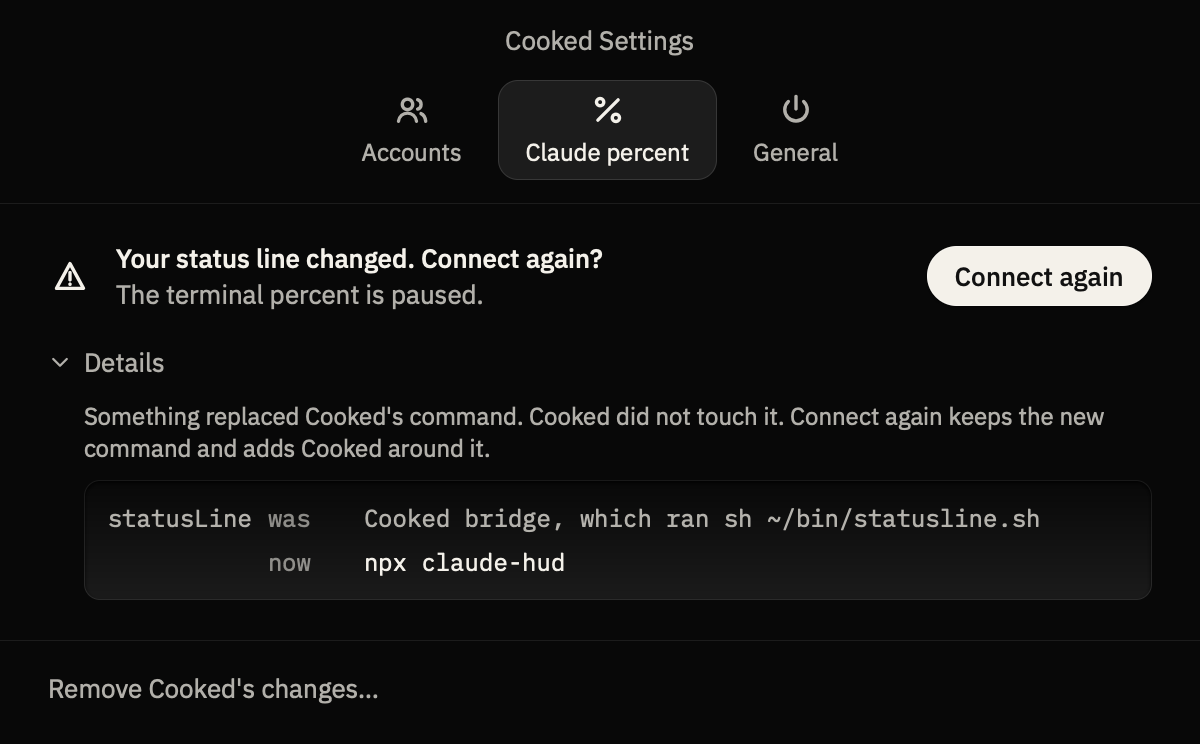 Cooked Settings
Accounts
Claude percent
General
Your status line changed. Connect again?
The terminal percent is paused.
Connect again
Details
Something replaced Cooked's command. Cooked did not touch it. Connect again keeps the new
command and adds Cooked around it.
statusLine was Cooked bridge, which ran sh ~/bin/statusline.sh
now npx claude-hud
Remove Cooked's changes...